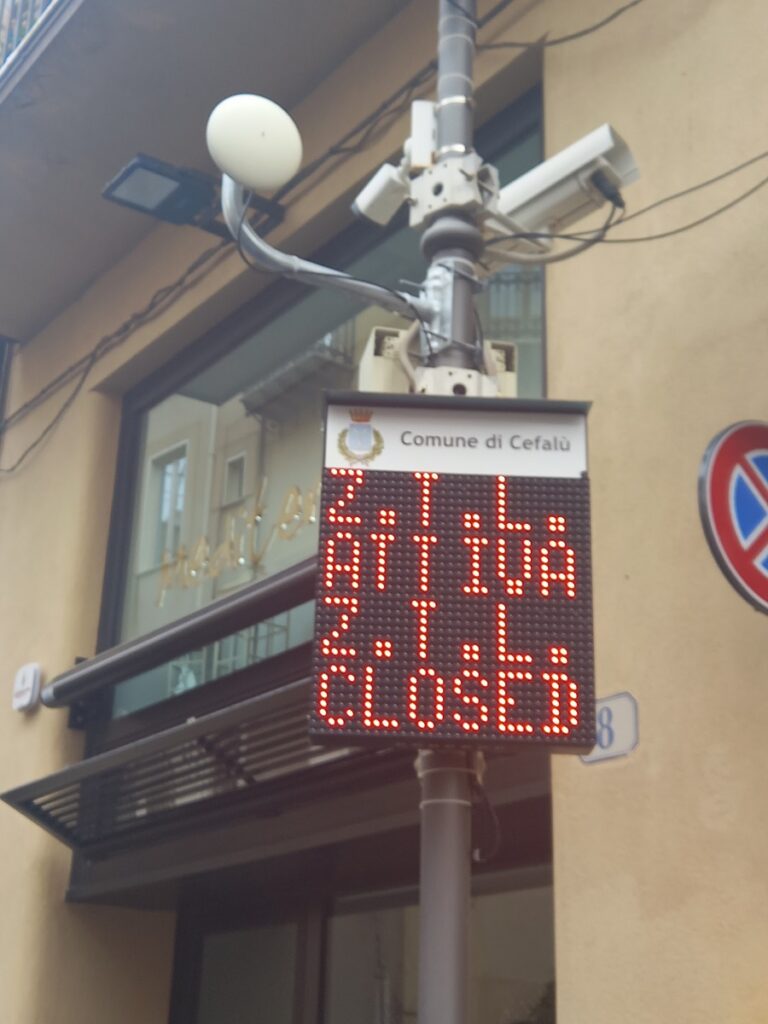 Comune di Cefalù
Z.T.L.
ATTIVA
Z.T.L.
CLOSED
8